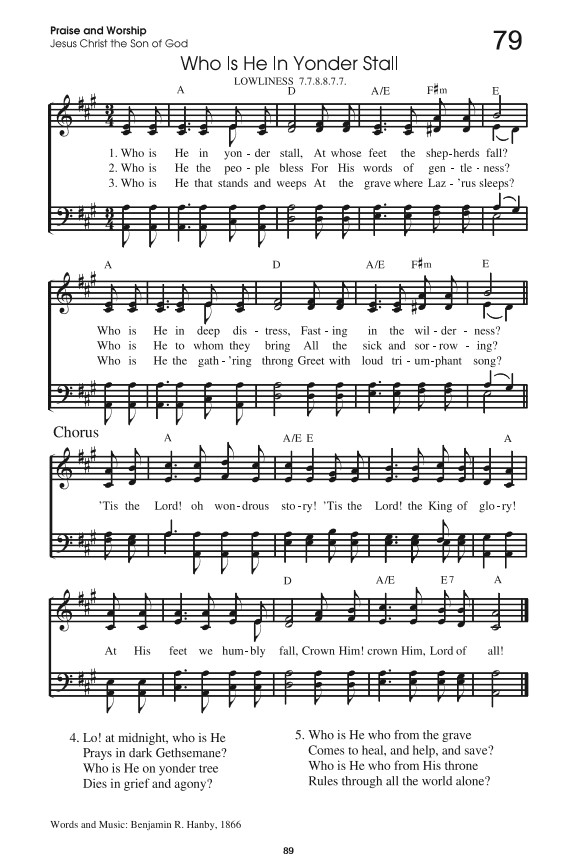 Praise and Worship
Jesus Christ the Son of God
79
Who Is He In Yonder Stall
LOWLINESS 7.7.8.8.7.7.
A D A/E F♯m E
1. Who is He in yon - der stall, At whose feet the shep-herds fall?
2. Who is He the peo - ple bless For His words of gen - tle - ness?
3. Who is He that stands and weeps At the grave where Laz - 'rus sleeps?
A D A/E F♯m E
Who is He in deep dis - tress, Fast - ing in the wil - der - ness?
Who is He to whom they bring All the sick and sor - row - ing?
Who is He the gath - 'ring throng Greet with loud tri - um-phant song?
Chorus
A A/E E A
'Tis the Lord! oh won - drous sto - ry! 'Tis the Lord! the King of glo - ry!
D A/E E7 A
At His feet we hum - bly fall, Crown Him! crown Him, Lord of all!
4. Lo! at midnight, who is He
Prays in dark Gethsemane?
Who is He on yonder tree
Dies in grief and agony?
5. Who is He who from the grave
Comes to heal, and help, and save?
Who is He who from His throne
Rules through all the world alone?
Words and Music: Benjamin R. Hanby, 1866
89